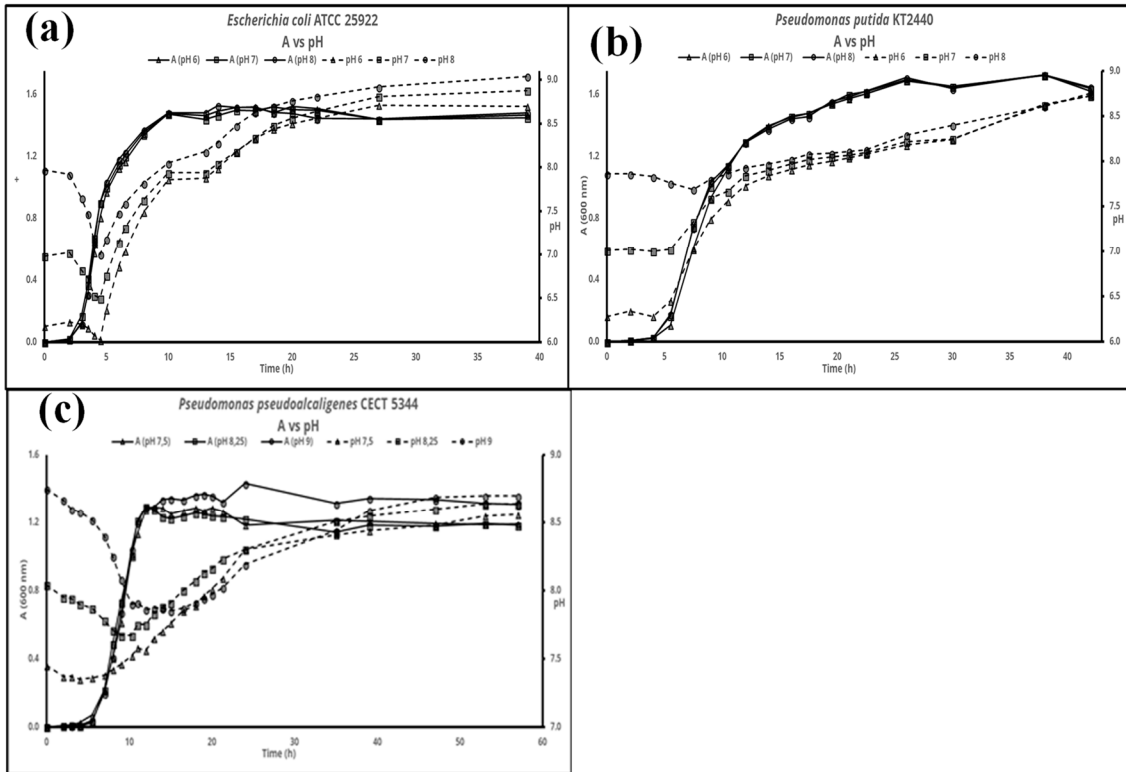 (a)
Escherichia coli ATCC 25922
A vs pH
A (pH 6) A (pH 7) A (pH 8) pH 6 pH 7 pH 8
1.6
1.2
0.8
0.4
0.0
+
9.0
8.5
8.0
7.5
7.0
6.5
6.0
pH
0 5 10 15 20 25 30 35 40
Time (h)
(b)
Pseudomonas putida KT2440
A vs pH
A (pH 6) A (pH 7) A (pH 8) pH 6 pH 7 pH 8
1.6
1.2
0.8
0.4
0.0
A (600 nm)
9.0
8.5
8.0
7.5
7.0
6.5
6.0
pH
0 5 10 15 20 25 30 35 40
Time (h)
(c)
Pseudomonas pseudoalcaligenes CECT 5344
A vs pH
A (pH 7,5) A (pH 8,25) A (pH 9) pH 7,5 pH 8,25 pH 9
1.6
1.2
0.8
0.4
0.0
A (600 nm)
9.0
8.5
8.0
7.5
7.0
pH
0 10 20 30 40 50 60
Time (h)